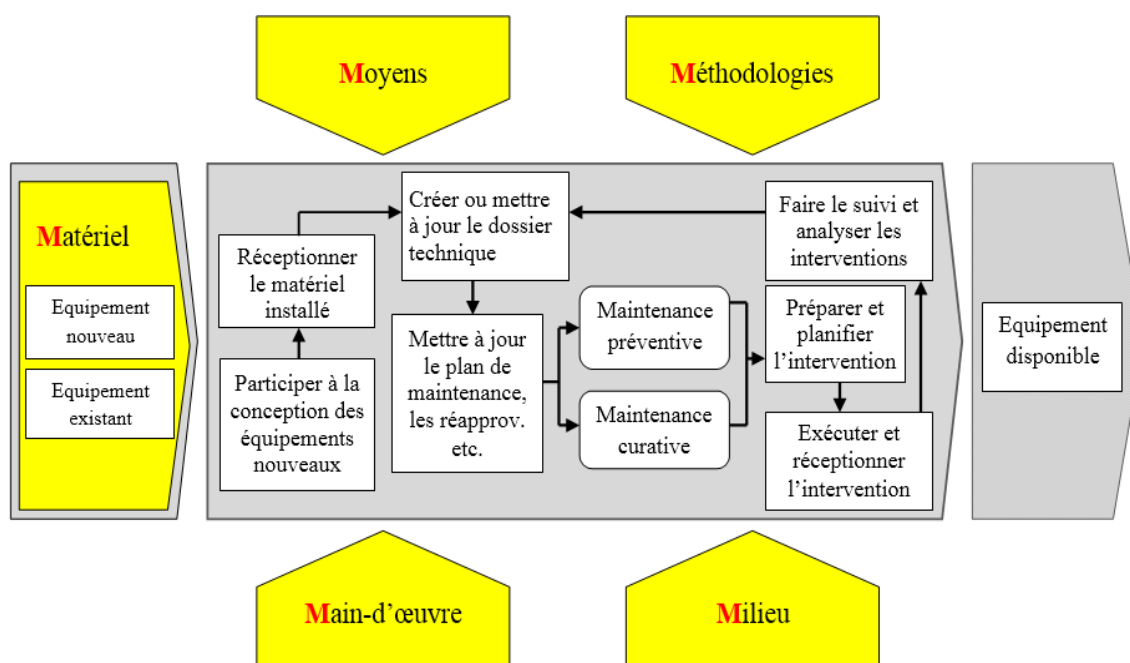 Moyens
Méthodologies
Matériel
Equipement
nouveau
Equipement
existant
Réceptionner
le matériel
installé
Participer à la
conception des
équipements
nouveaux
Créer ou mettre
à jour le dossier
technique
Mettre à jour
le plan de
maintenance,
les réapprov.
etc.
Maintenance
préventive
Maintenance
curative
Faire le suivi et
analyser les
interventions
Préparer et
planifier
l’intervention
Exécuter et
réceptionner
l’intervention
Equipement
disponible
Main-d’œuvre
Milieu